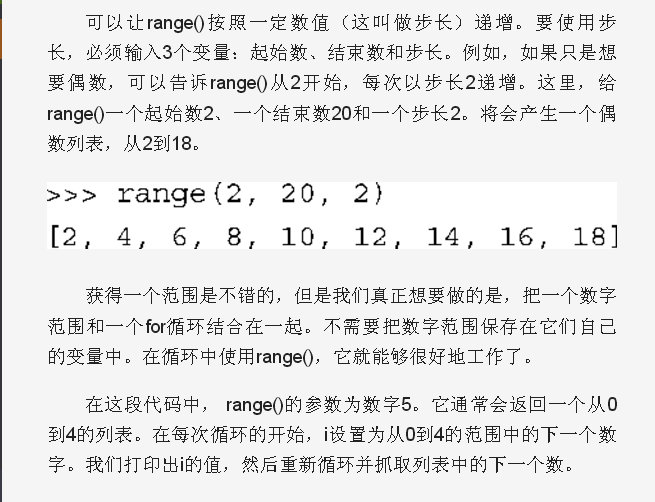 可以让range()按照一定数值（这叫做步长）递增。要使用步
长，必须输入3个变量：起始数、结束数和步长。例如，如果只是想
要偶数，可以告诉range()从2开始，每次以步长2递增。这里，给
range()一个起始数2、一个结束数20和一个步长2。将会产生一个偶
数列表，从2到18。
>>> range(2, 20, 2)
[2, 4, 6, 8, 10, 12, 14, 16, 18]
获得一个范围是不错的，但是我们真正想要做的是，把一个数字
范围和一个for循环结合在一起。不需要把数字范围保存在它们自己
的变量中。在循环中使用range()，它就能够很好地工作了。
在这段代码中， range()的参数为数字5。它通常会返回一个从0
到4的列表。在每次循环的开始，i设置为从0到4的范围中的下一个数
字。我们打印出i的值，然后重新循环并抓取列表中的下一个数。